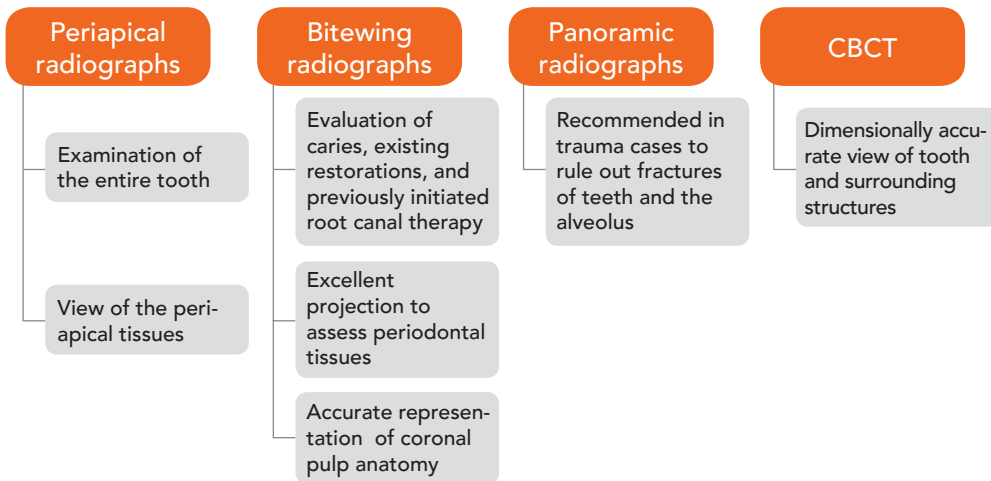 Periapical
radiographs
Examination of
the entire tooth
View of the peri-
apical tissues
Bitewing
radiographs
Evaluation of
caries, existing
restorations, and
previously initiated
root canal therapy
Excellent
projection to
assess periodontal
tissues
Accurate represen-
tation of coronal
pulp anatomy
Panoramic
radiographs
Recommended in
trauma cases to
rule out fractures
of teeth and the
alveolus
CBCT
Dimensionally accu-
rate view of tooth
and surrounding
structures